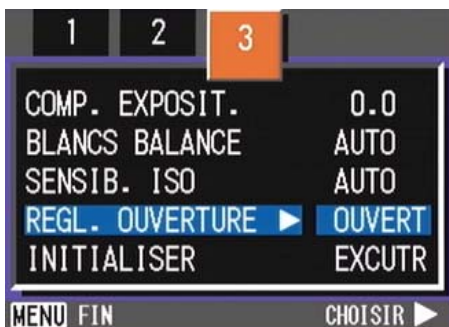 1 2 3
COMP. EXPOSIT. 0.0
BLANCS BALANCE AUTO
SENSIB. ISO AUTO
REGL. OUVERTURE ▶ OUVERT
INITIALISER EXCUTR
MENU FIN CHOISIR ▶